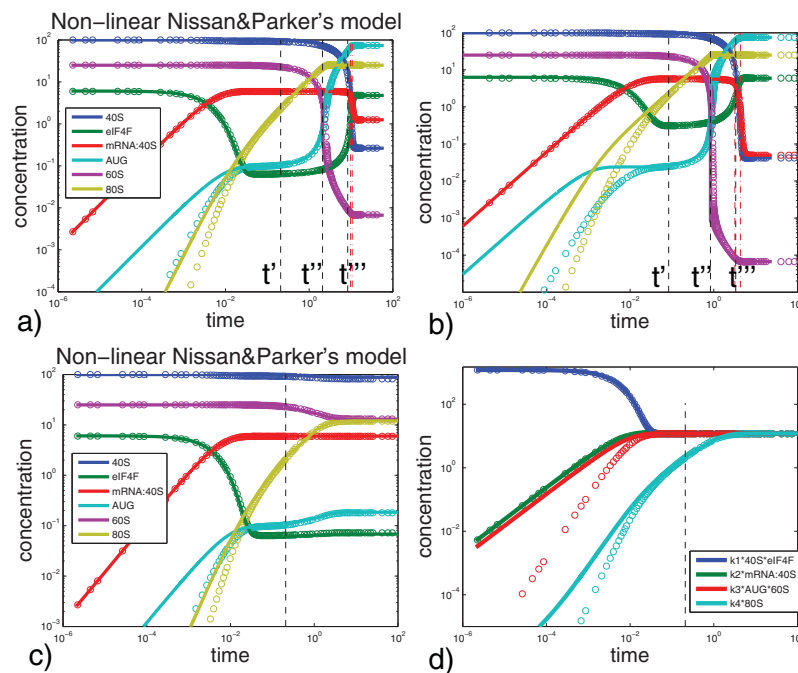 Non-linear Nissan&Parker's model
10^2
10^1
10^0
10^-1
10^-2
10^-3
10^-4
concentration
40S
eIF4F
mRNA:40S
AUG
60S
80S
t' t'' t'''
10^-6 10^-4 10^-2 10^0 10^2
time
a)
10^2
10^1
10^0
10^-1
10^-2
10^-3
10^-4
concentration
t' t'' t'''
10^-6 10^-4 10^-2 10^0 10^2
time
b)
Non-linear Nissan&Parker's model
10^2
10^1
10^0
10^-1
10^-2
10^-3
concentration
40S
eIF4F
mRNA:40S
AUG
60S
80S
10^-6 10^-4 10^-2 10^0 10^2
time
c)
10^2
10^0
10^-2
10^-4
concentration
k1*40S*eIF4F
k2*mRNA:40S
k3*AUG*60S
k4*80S
10^-6 10^-4 10^-2 10^0 10^2
time
d)